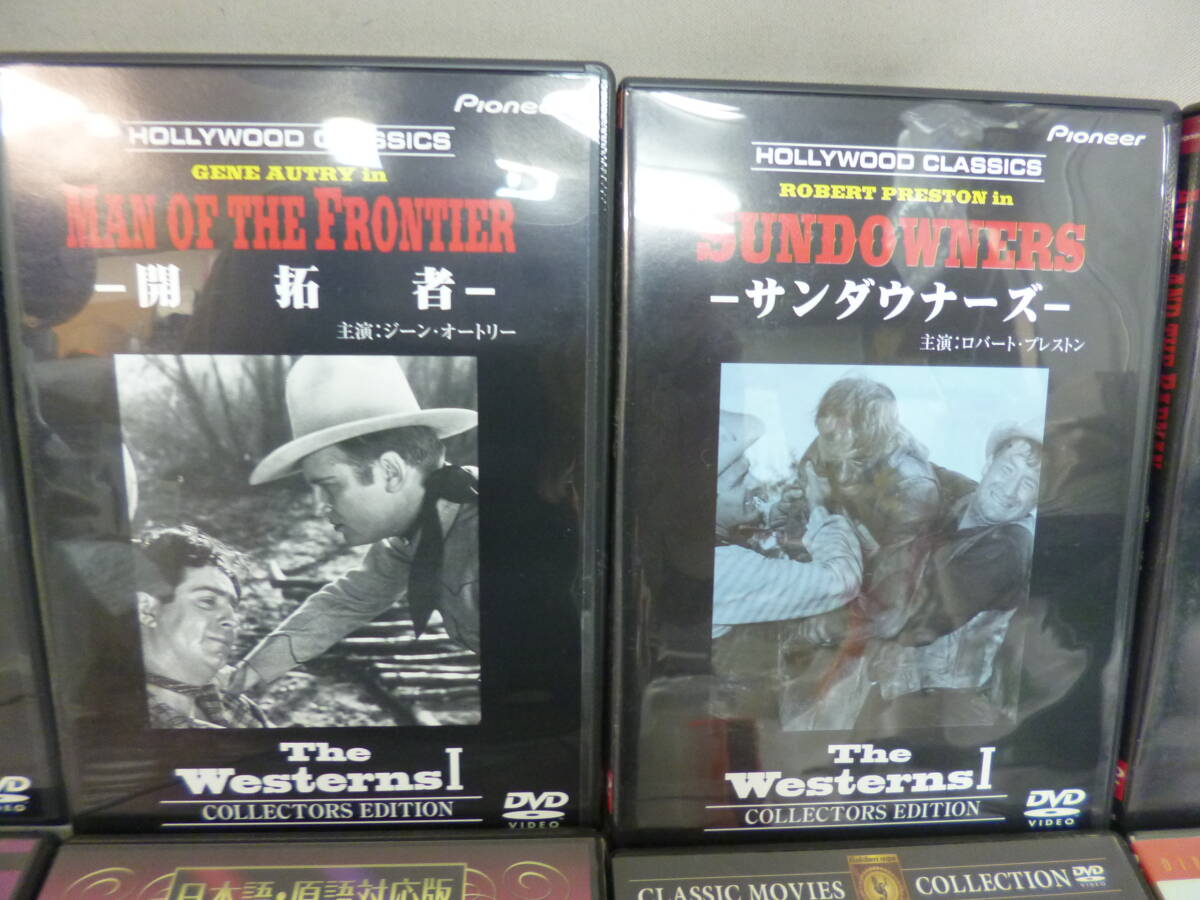 Pioneer
HOLLYWOOD CLASSICS
GENE AUTRY in
MAN OF THE FRONTIER
－開拓者－
主演：ジーン・オートリー
The
Westerns I
COLLECTORS EDITION
DVD
VIDEO
Pioneer
HOLLYWOOD CLASSICS
ROBERT PRESTON in
SUNDOWNERS
－サンダウナーズ－
主演：ロバート・プレストン
The
Westerns I
COLLECTORS EDITION
DVD
VIDEO
日本語・原語対応版
CLASSIC MOVIES
COLLECTION
DVD
VIDEO